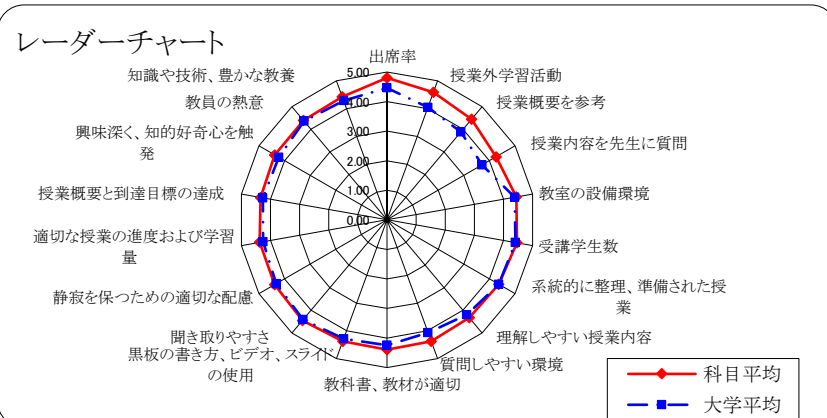 レーダーチャート
出席率
授業外学習活動
授業概要を参考
授業内容を先生に質問
教室の設備環境
受講学生数
系統的に整理、準備された授
業
理解しやすい授業内容
質問しやすい環境
教科書、教材が適切
黒板の書き方、ビデオ、スライド
の使用
聞き取りやすさ
静寂を保つための適切な配慮
適切な授業の進度および学習
量
授業概要と到達目標の達成
興味深く、知的好奇心を触
発
教員の熱意
知識や技術、豊かな教養
5.00
4.00
3.00
2.00
1.00
0.00
科目平均
大学平均